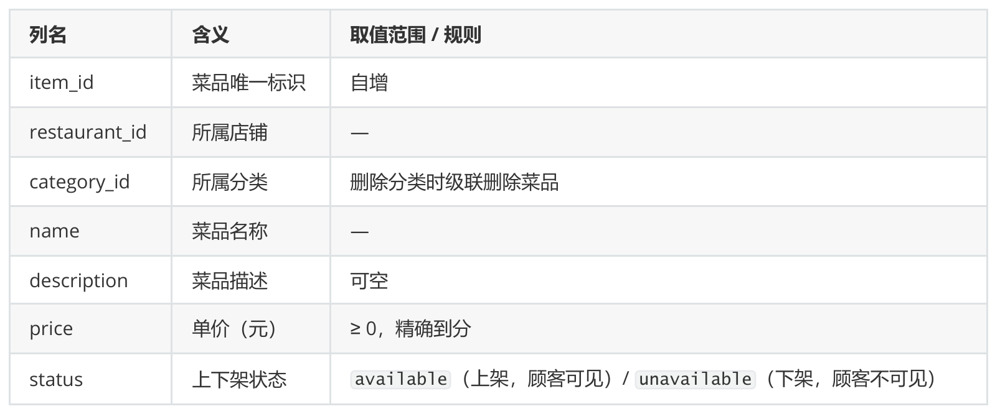 列名 含义 取值范围 / 规则
item_id 菜品唯一标识 自增
restaurant_id 所属店铺 —
category_id 所属分类 删除分类时级联删除菜品
name 菜品名称 —
description 菜品描述 可空
price 单价（元） ≥ 0，精确到分
status 上下架状态 available（上架，顾客可见）/ unavailable（下架，顾客不可见）